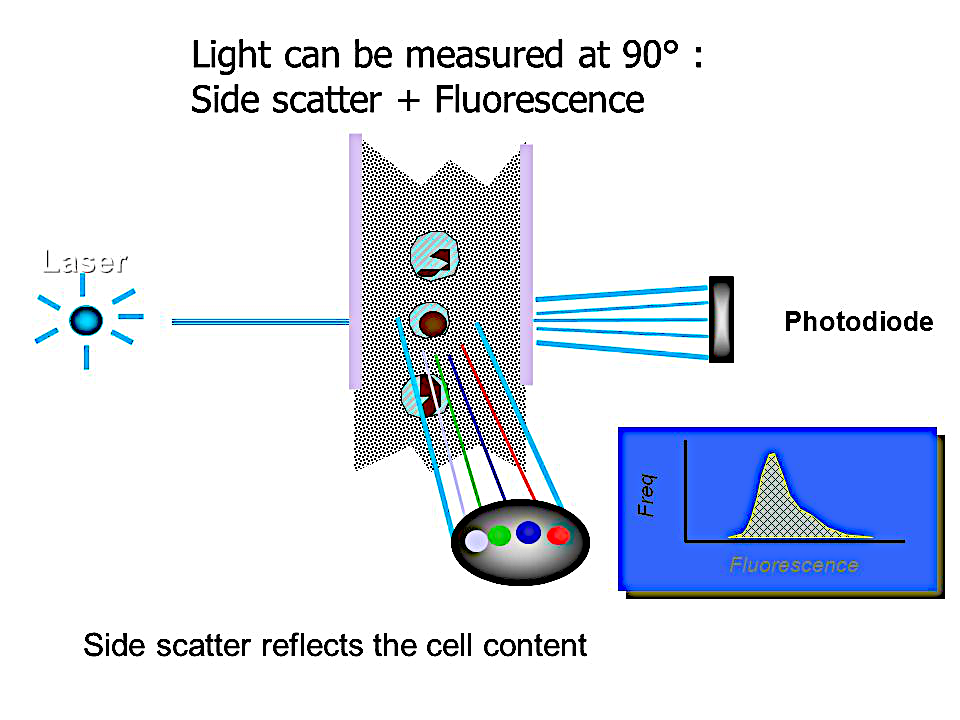 Light can be measured at 90° :
Side scatter + Fluorescence
Laser
Photodiode
Freq
Fluorescence
Side scatter reflects the cell content